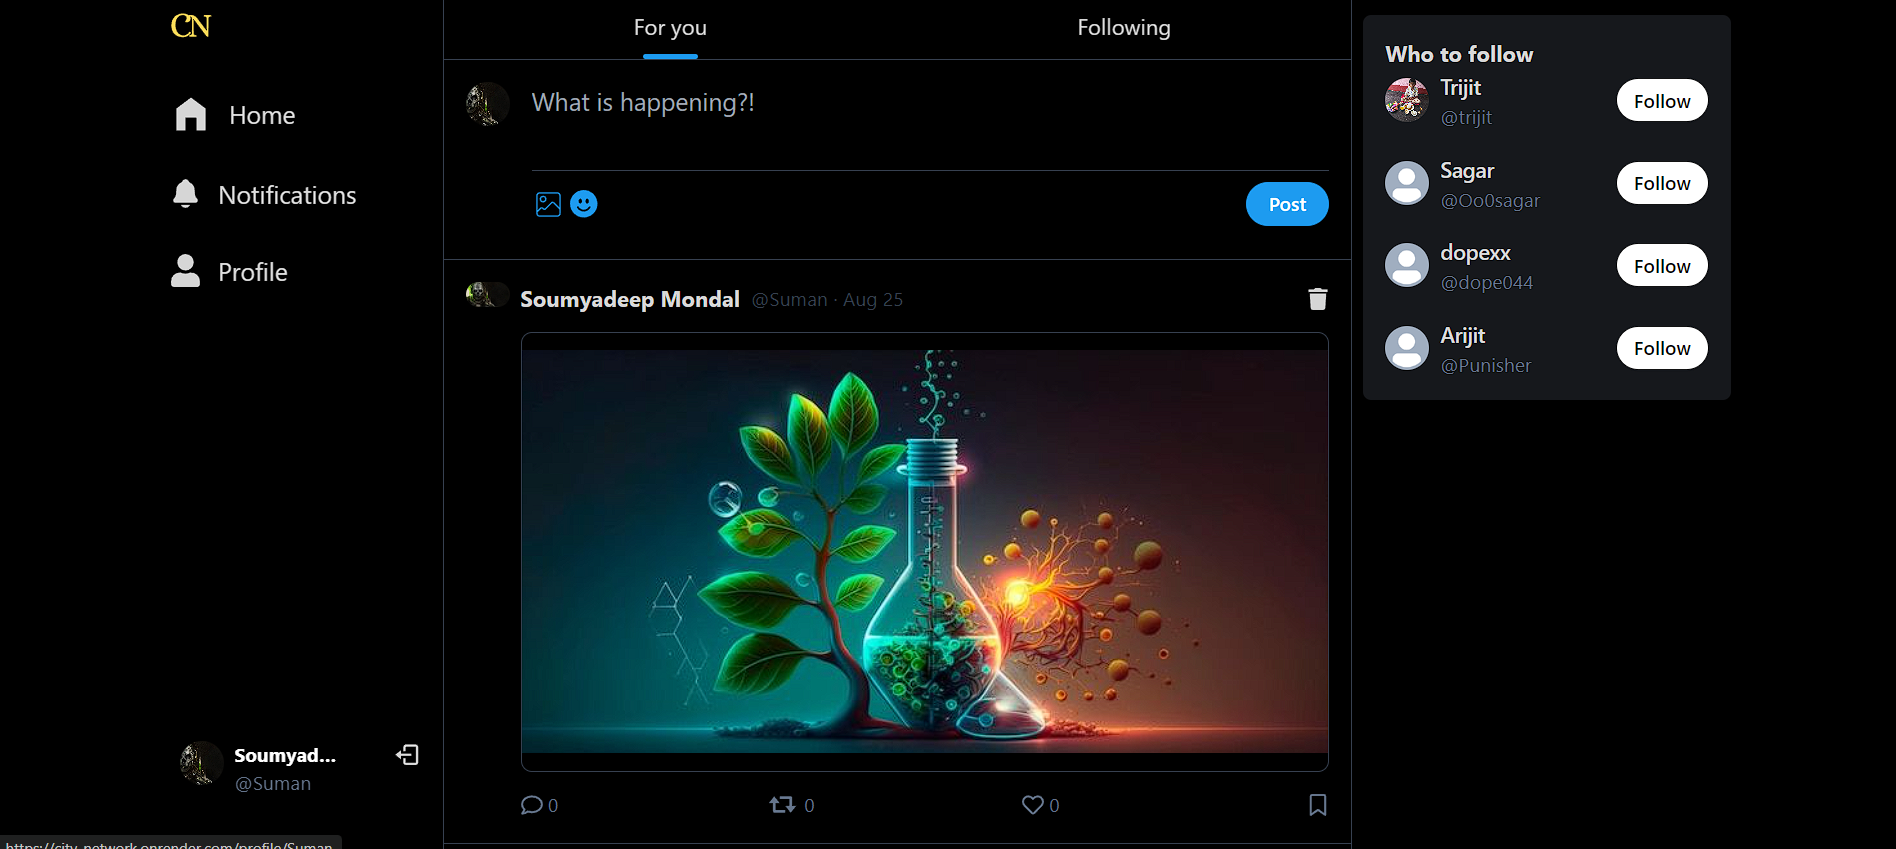 CN
Home
Notifications
Profile
Soumyad...
@Suman
https://city-network.onrender.com/profile/Suman
For you
Following
What is happening?!
Post
Soumyadeep Mondal @Suman · Aug 25
0
0
0
Who to follow
Trijit
@trijit
Follow
Sagar
@Oo0sagar
Follow
dopexx
@dope044
Follow
Arijit
@Punisher
Follow